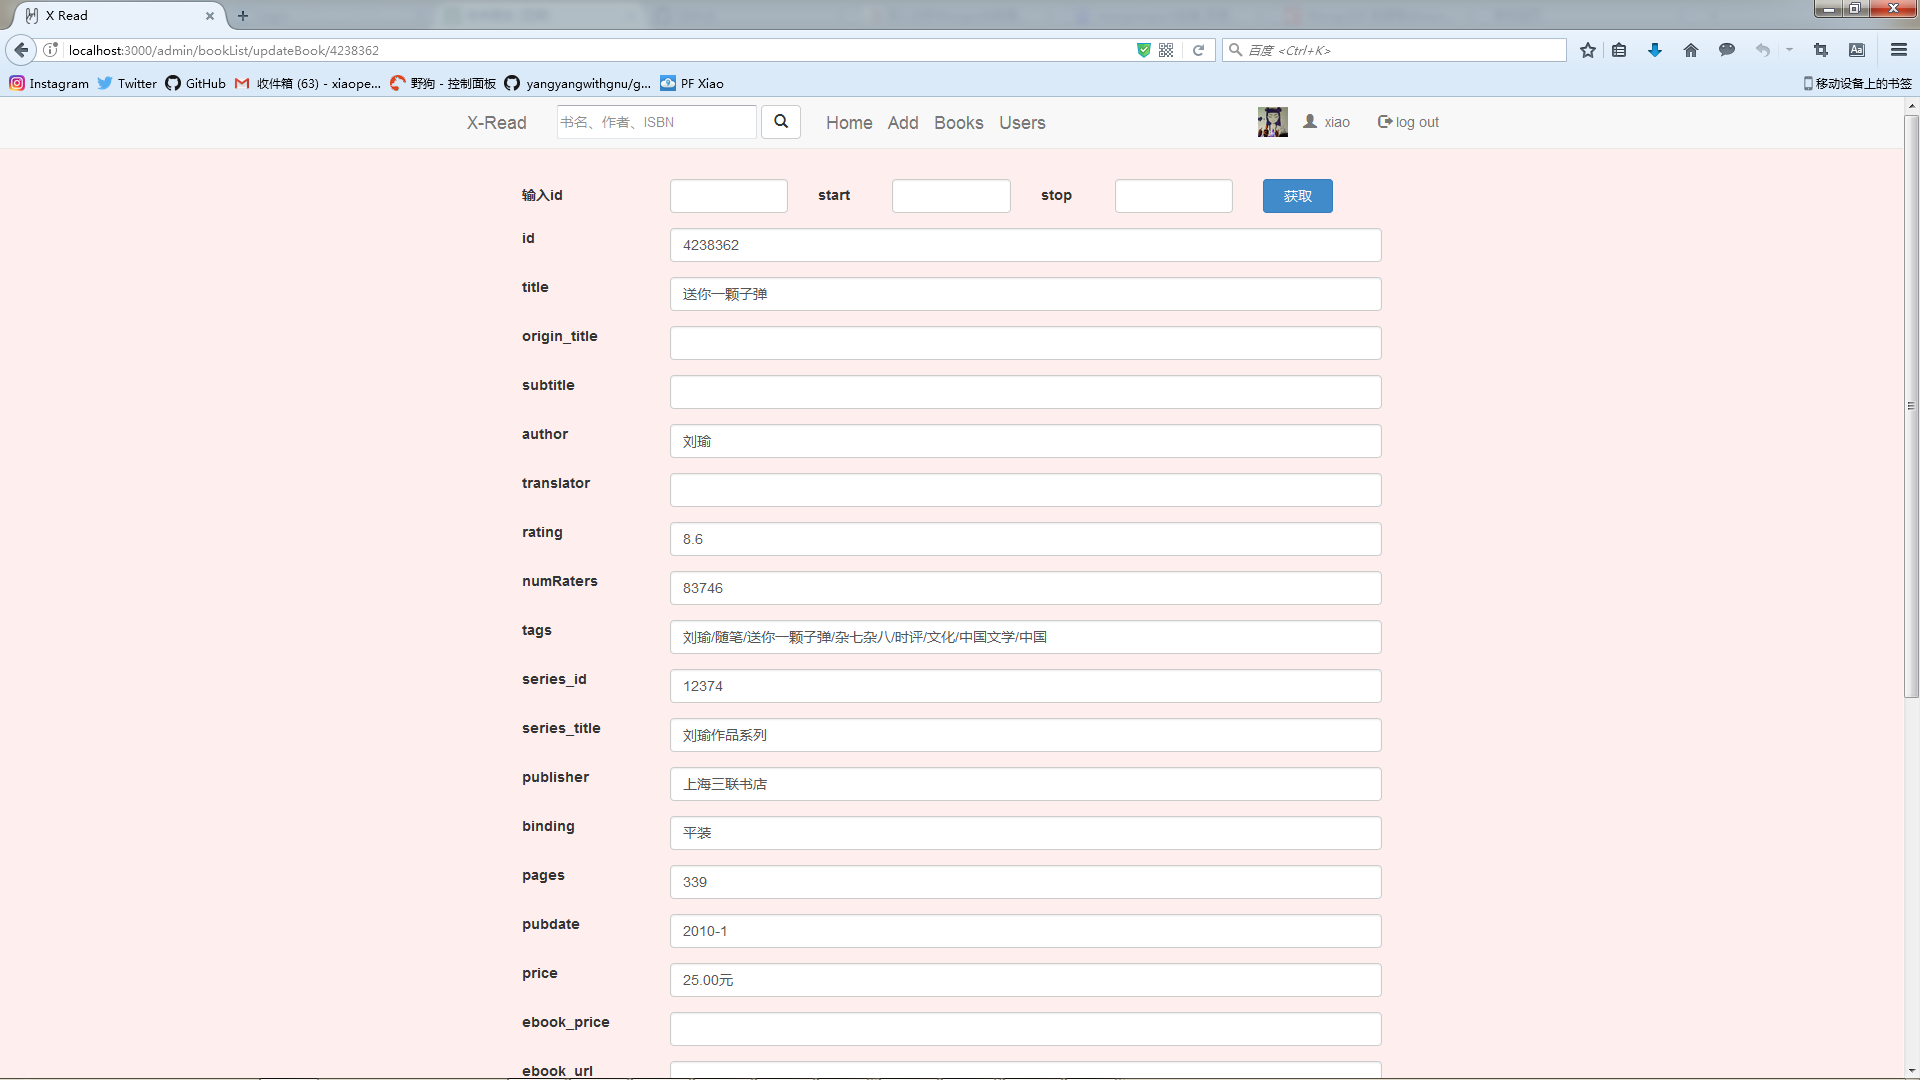 X Read
localhost:3000/admin/bookList/updateBook/4238362
百度 <Ctrl+K>
Instagram Twitter GitHub 收件箱 (63) - xiaope... 野狗 - 控制面板 yangyangwithgnu/g... PF Xiao 移动设备上的书签
X-Read 书名、作者、ISBN Home Add Books Users xiao log out
输入id start stop 获取
id 4238362
title 送你一颗子弹
origin_title
subtitle
author 刘瑜
translator
rating 8.6
numRaters 83746
tags 刘瑜/随笔/送你一颗子弹/杂七杂八/时评/文化/中国文学/中国
series_id 12374
series_title 刘瑜作品系列
publisher 上海三联书店
binding 平装
pages 339
pubdate 2010-1
price 25.00元
ebook_price
ebook_url